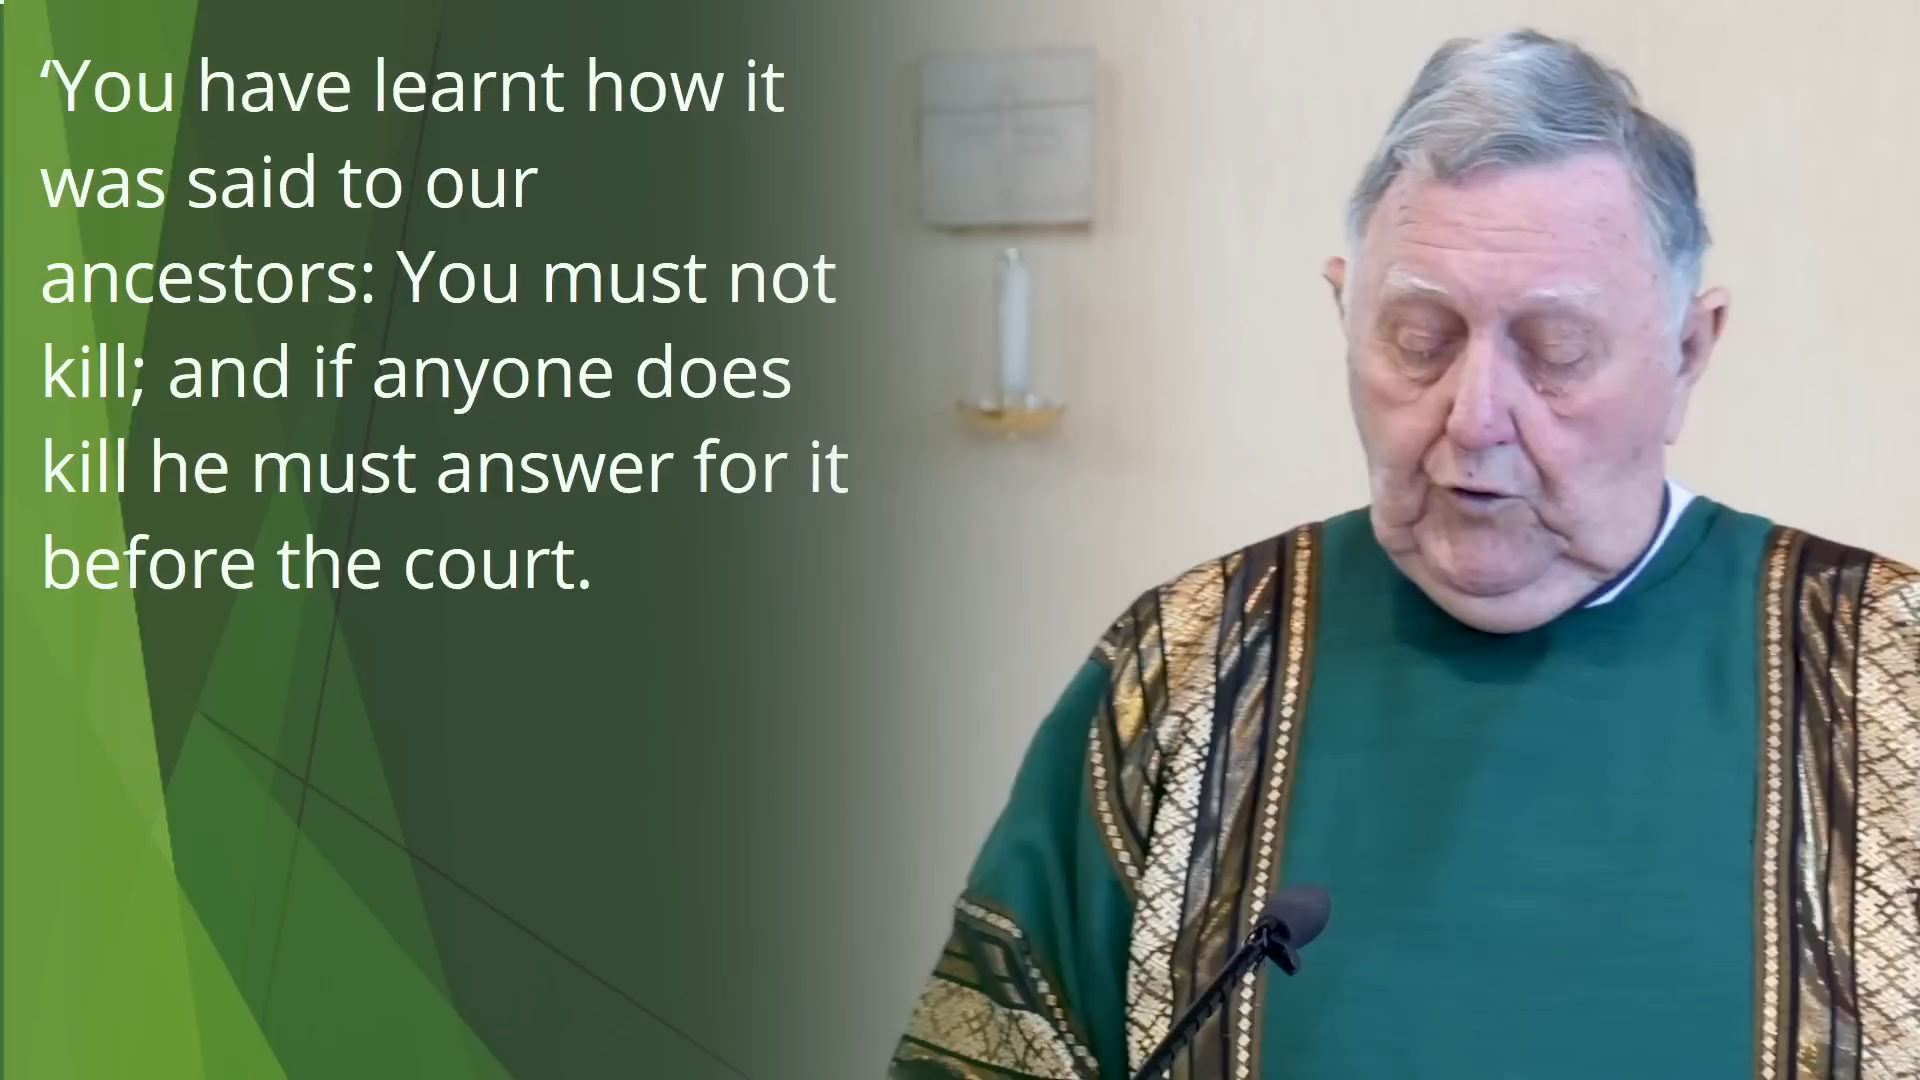 ‘You have learnt how it
was said to our
ancestors: You must not
kill; and if anyone does
kill he must answer for it
before the court.